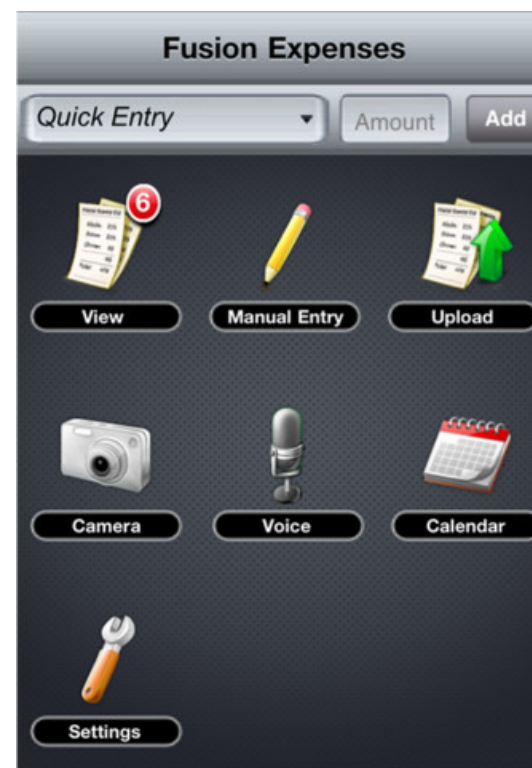 Fusion Expenses
Quick Entry
Amount
Add
6
View
Manual Entry
Upload
Camera
Voice
Calendar
Settings